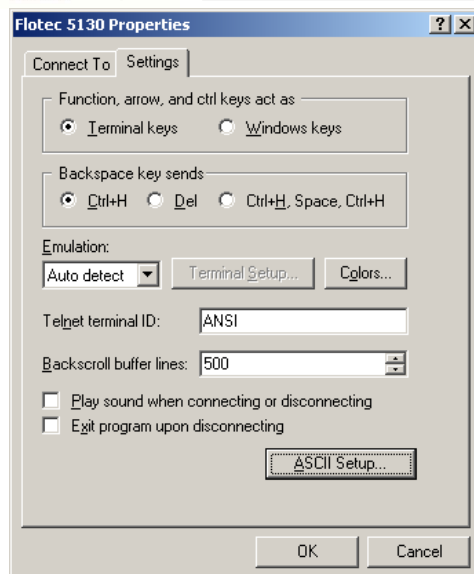 Flotec 5130 Properties
Connect To Settings
Function, arrow, and ctrl keys act as
Terminal keys Windows keys
Backspace key sends
Ctrl+H Del Ctrl+H, Space, Ctrl+H
Emulation:
Auto detect Terminal Setup... Colors...
Telnet terminal ID: ANSI
Backscroll buffer lines: 500
Play sound when connecting or disconnecting
Exit program upon disconnecting
ASCII Setup...
OK Cancel